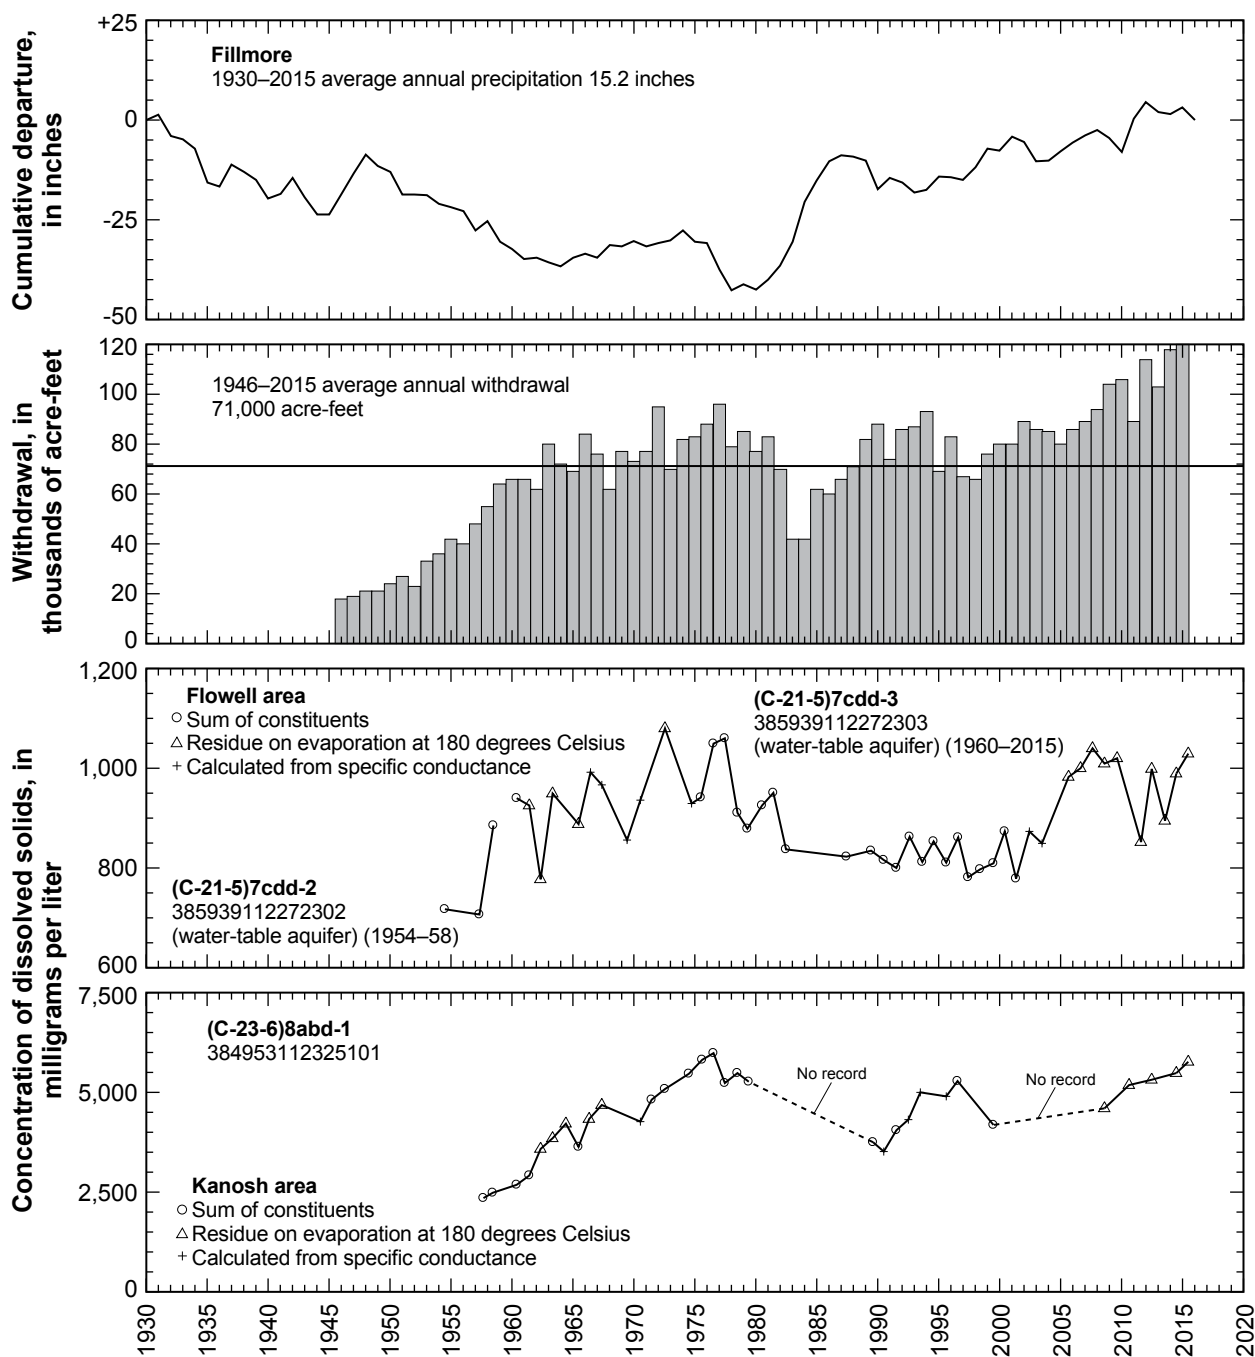 Cumulative departure,
in inches
+25
0
-25
-50
Fillmore
1930–2015 average annual precipitation 15.2 inches
Withdrawal, in
thousands of acre-feet
120
100
80
60
40
20
0
1946–2015 average annual withdrawal
71,000 acre-feet
Concentration of dissolved solids, in
milligrams per liter
1,200
1,000
800
600
Flowell area
Sum of constituents
Residue on evaporation at 180 degrees Celsius
+ Calculated from specific conductance
(C-21-5)7cdd-3
385939112272303
(water-table aquifer) (1960–2015)
(C-21-5)7cdd-2
385939112272302
(water-table aquifer) (1954–58)
7,500
5,000
2,500
0
(C-23-6)8abd-1
384953112325101
No record
No record
Kanosh area
Sum of constituents
Residue on evaporation at 180 degrees Celsius
+ Calculated from specific conductance
1930 1935 1940 1945 1950 1955 1960 1965 1970 1975 1980 1985 1990 1995 2000 2005 2010 2015 2020